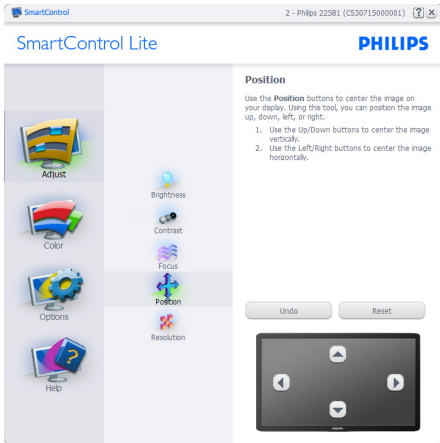 SmartControl
2 - Philips 225B1 (CS30715000001)
SmartControl Lite
PHILIPS
Adjust
Color
Options
Help
Brightness
Contrast
Focus
Position
Resolution
Position
Use the Position buttons to center the image on
your display. Using this tool, you can position the image
up, down, left, or right.
1. Use the Up/Down buttons to center the image
vertically.
2. Use the Left/Right buttons to center the image
horizontally.
Undo
Reset
PHILIPS